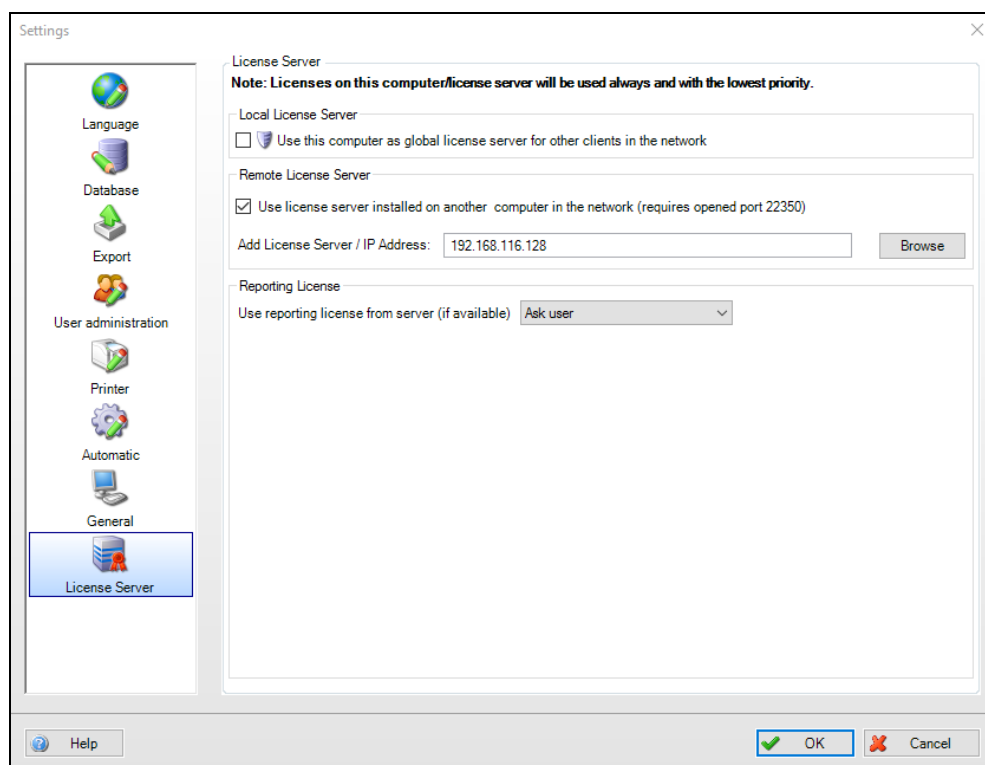 Settings
Language
Database
Export
User administration
Printer
Automatic
General
License Server
License Server
Note: Licenses on this computer/license server will be used always and with the lowest priority.
Local License Server
Use this computer as global license server for other clients in the network
Remote License Server
Use license server installed on another computer in the network (requires opened port 22350)
Add License Server / IP Address: 192.168.116.128 Browse
Reporting License
Use reporting license from server (if available) Ask user
Help OK Cancel